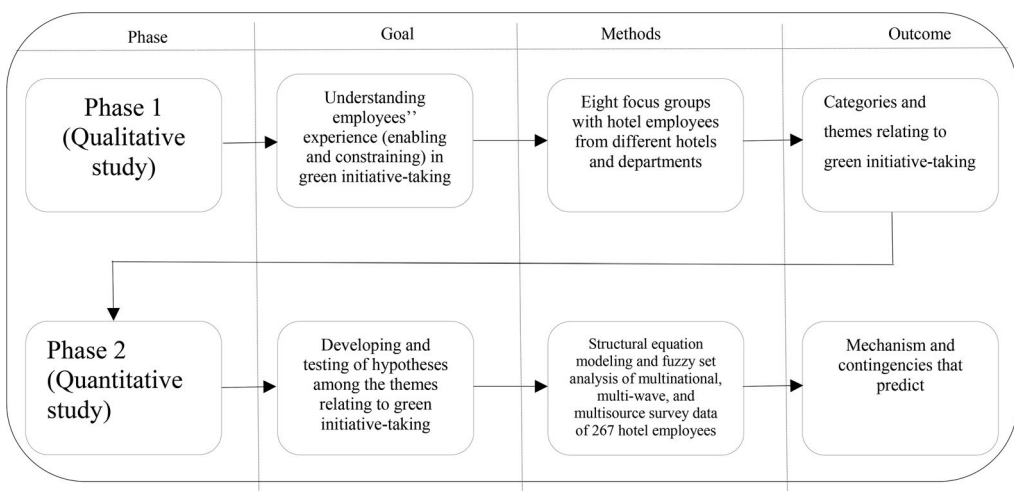 Phase
Goal
Methods
Outcome
Phase 1
(Qualitative
study)
Understanding
employees’’
experience (enabling
and constraining) in
green initiative-taking
Eight focus groups
with hotel employees
from different hotels
and departments
Categories and
themes relating to
green initiative-taking
Phase 2
(Quantitative
study)
Developing and
testing of hypotheses
among the themes
relating to green
initiative-taking
Structural equation
modeling and fuzzy set
analysis of multinational,
multi-wave, and
multisource survey data
of 267 hotel employees
Mechanism and
contingencies that
predict